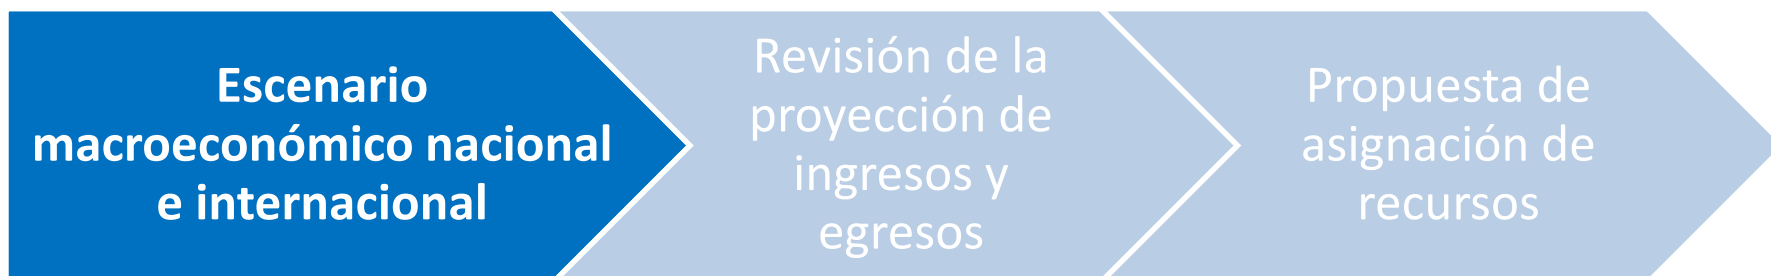 Escenario
macroeconómico nacional
e internacional
Revisión de la
proyección de
ingresos y
egresos
Propuesta de
asignación de
recursos